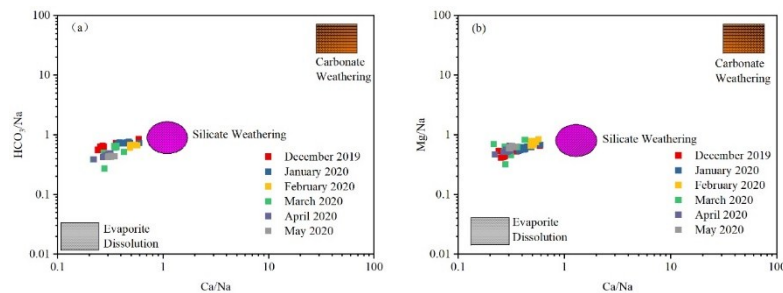 (a)
100
10
1
0.1
0.01
HCO₃/Na
Carbonate
Weathering
Silicate Weathering
December 2019
January 2020
February 2020
March 2020
April 2020
May 2020
Evaporite
Dissolution
0.1
1
10
100
Ca/Na
(b)
100
10
1
0.1
0.01
Mg/Na
Carbonate
Weathering
Silicate Weathering
December 2019
January 2020
February 2020
March 2020
April 2020
May 2020
Evaporite
Dissolution
0.1
1
10
100
Ca/Na